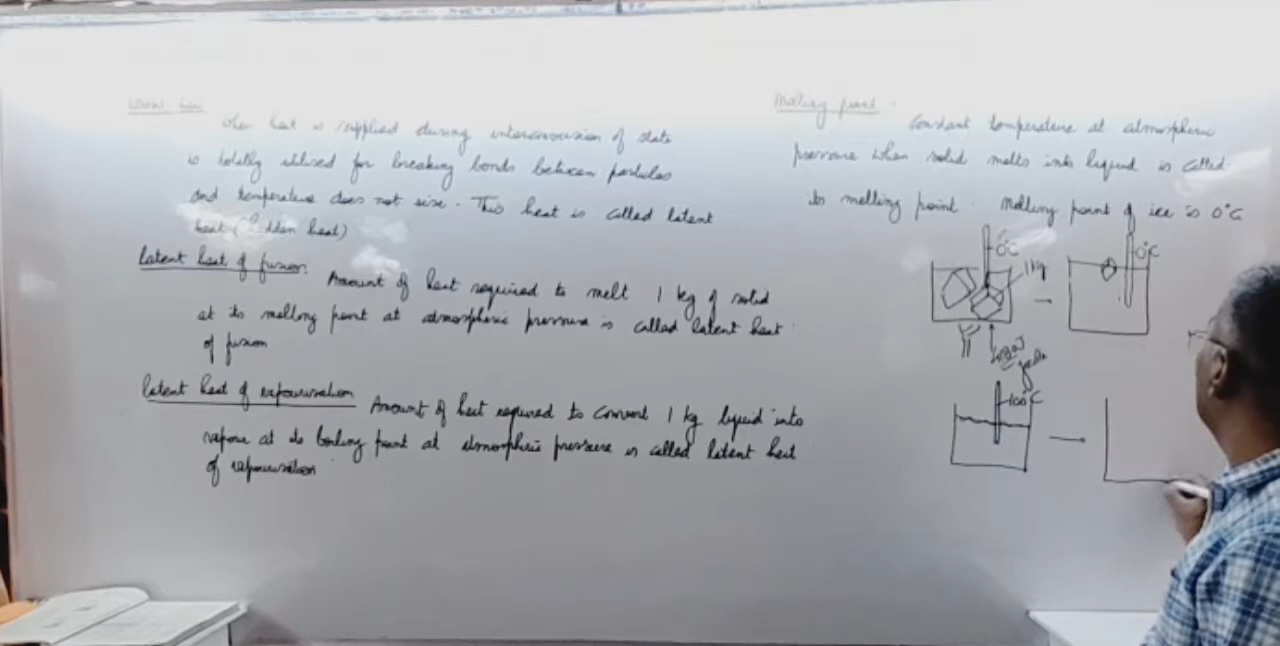 Latent heat
When heat is supplied during interconversion of state
is totally utilised for breaking bonds between particles
and temperature does not rise. This heat is called latent
heat (hidden heat)
latent heat of fusion: Amount of heat required to melt 1 kg of solid
at its melting point at atmospheric pressure is called latent heat
of fusion
latent heat of vapourisation Amount of heat required to convert 1 kg liquid into
vapour at its boiling point at atmospheric pressure is called latent heat
of vapourisation
Melting point -
Constant temperature at atmospheric
pressure when solid melts into liquid is called
its melting point. Melting point of ice is 0°C
0°C
1kg
0°C
100°C